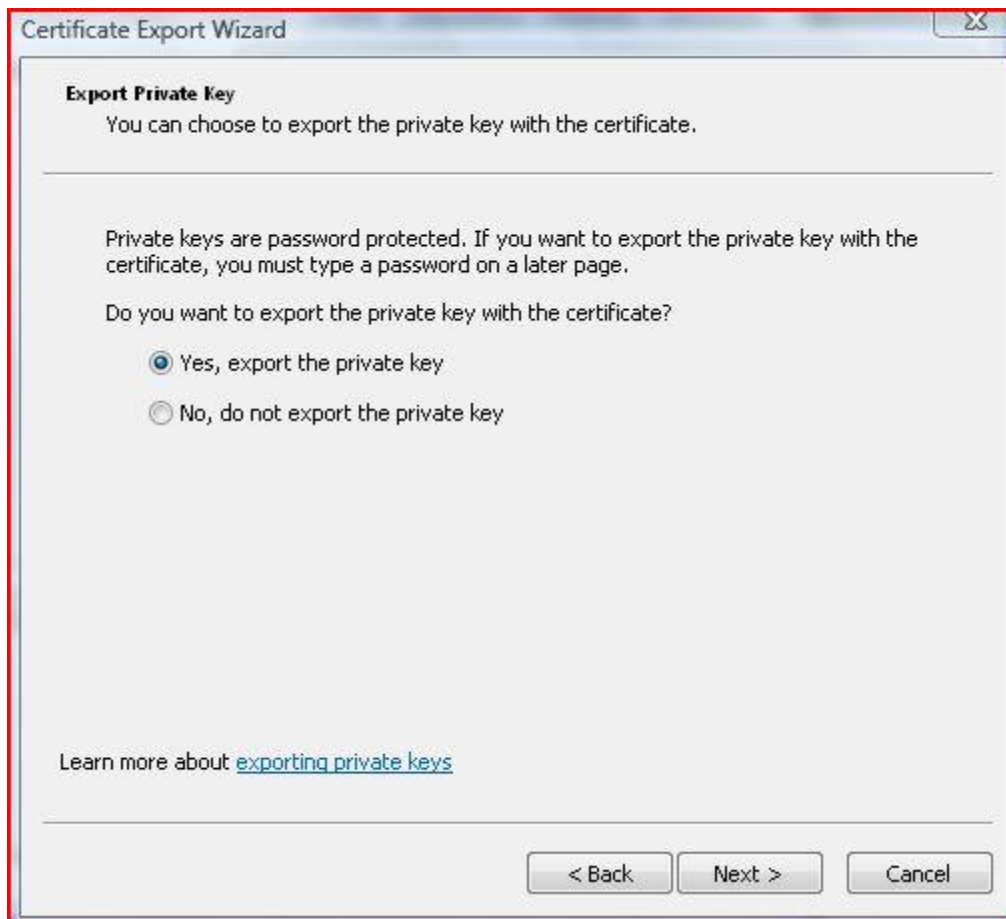 Certificate Export Wizard
Export Private Key
You can choose to export the private key with the certificate.
Private keys are password protected. If you want to export the private key with the
certificate, you must type a password on a later page.
Do you want to export the private key with the certificate?
Yes, export the private key
No, do not export the private key
Learn more about exporting private keys
< Back Next > Cancel